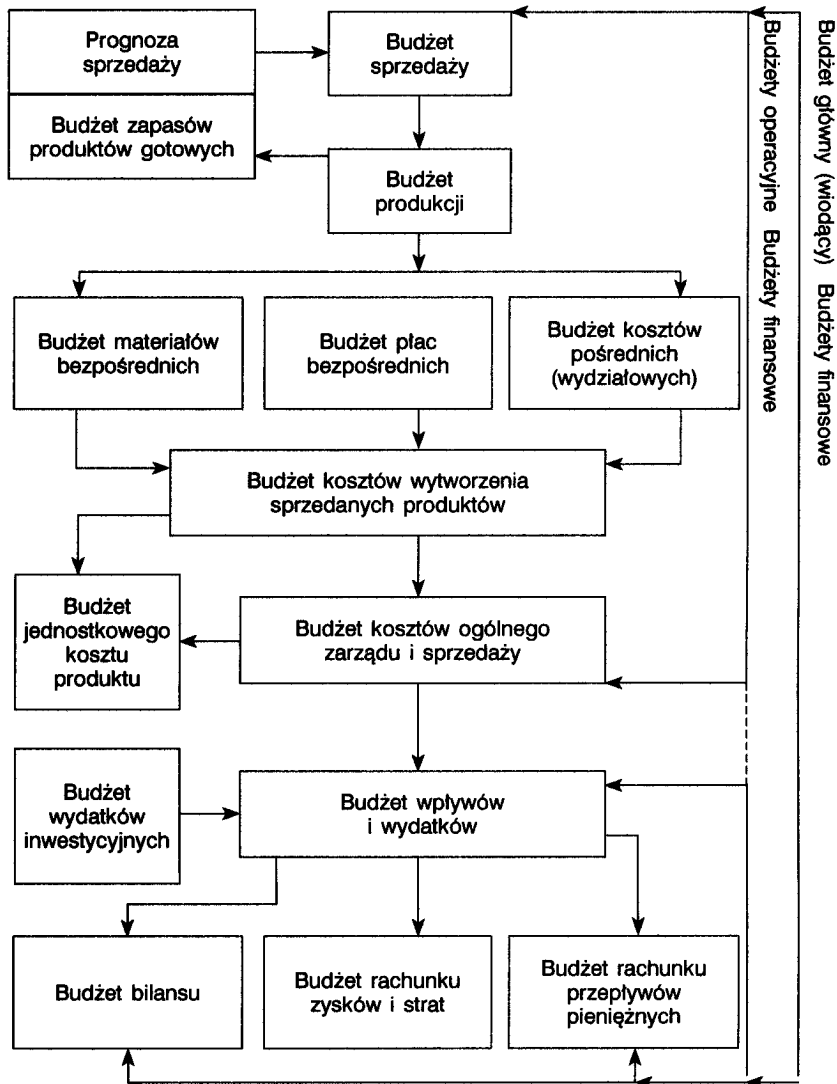 Prognoza
sprzedaży
Budżet
sprzedaży
Budżet zapasów
produktów gotowych
Budżet
produkcji
Budżet materiałów
bezpośrednich
Budżet płac
bezpośrednich
Budżet kosztów
pośrednich
(wydziałowych)
Budżet kosztów wytworzenia
sprzedanych produktów
Budżet
jednostkowego
kosztu
produktu
Budżet kosztów ogólnego
zarządu i sprzedaży
Budżet
wydatków
inwestycyjnych
Budżet wpływów
i wydatków
Budżet bilansu
Budżet rachunku
zysków i strat
Budżet rachunku
przepływów
pieniężnych
Budżety operacyjne Budżety finansowe
Budżet główny (wiodący) Budżety finansowe